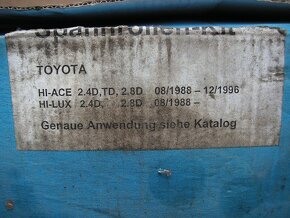 Spannrollen-Kit
TOYOTA
HI-ACE 2.4D,TD, 2.8D 08/1988 – 12/1996
HI-LUX 2.4D, 2.8D 08/1988 –
Genaue Anwendung siehe Katalog